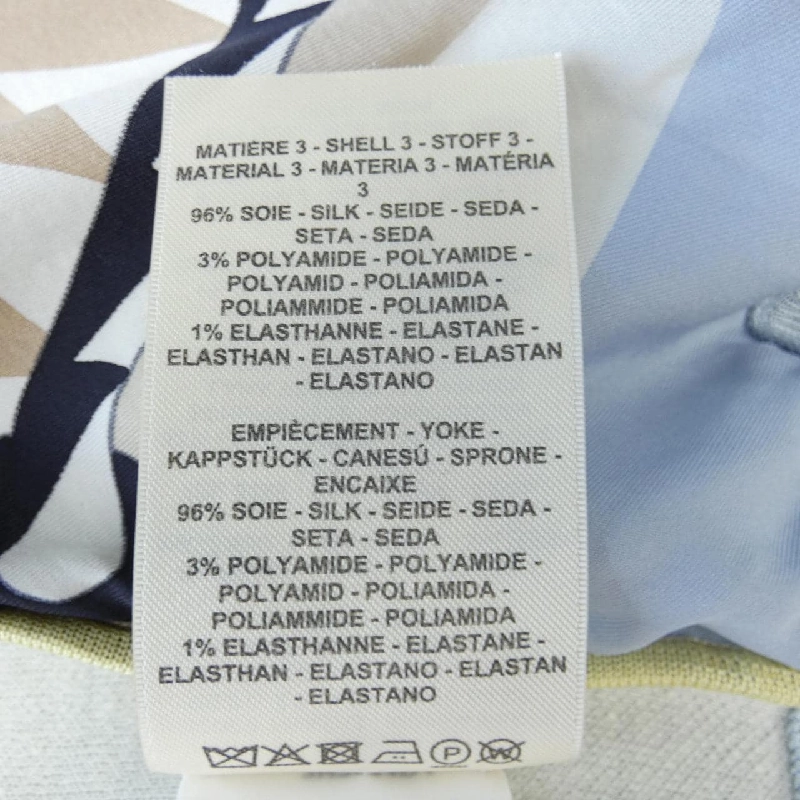 MATIÈRE 3 - SHELL 3 - STOFF 3 -
MATERIAL 3 - MATERIA 3 - MATÉRIA
3
96% SOIE - SILK - SEIDE - SEDA -
SETA - SEDA
3% POLYAMIDE - POLYAMIDE -
POLYAMID - POLIAMIDA -
POLIAMMIDE - POLIAMIDA
1% ELASTHANNE - ELASTANE -
ELASTHAN - ELASTANO - ELASTAN
- ELASTANO
EMPIÈCEMENT - YOKE -
KAPPSTÜCK - CANESÚ - SPRONE -
ENCAIXE
96% SOIE - SILK - SEIDE - SEDA -
SETA - SEDA
3% POLYAMIDE - POLYAMIDE -
POLYAMID - POLIAMIDA -
POLIAMMIDE - POLIAMIDA
1% ELASTHANNE - ELASTANE -
ELASTHAN - ELASTANO - ELASTAN
- ELASTANO
P W